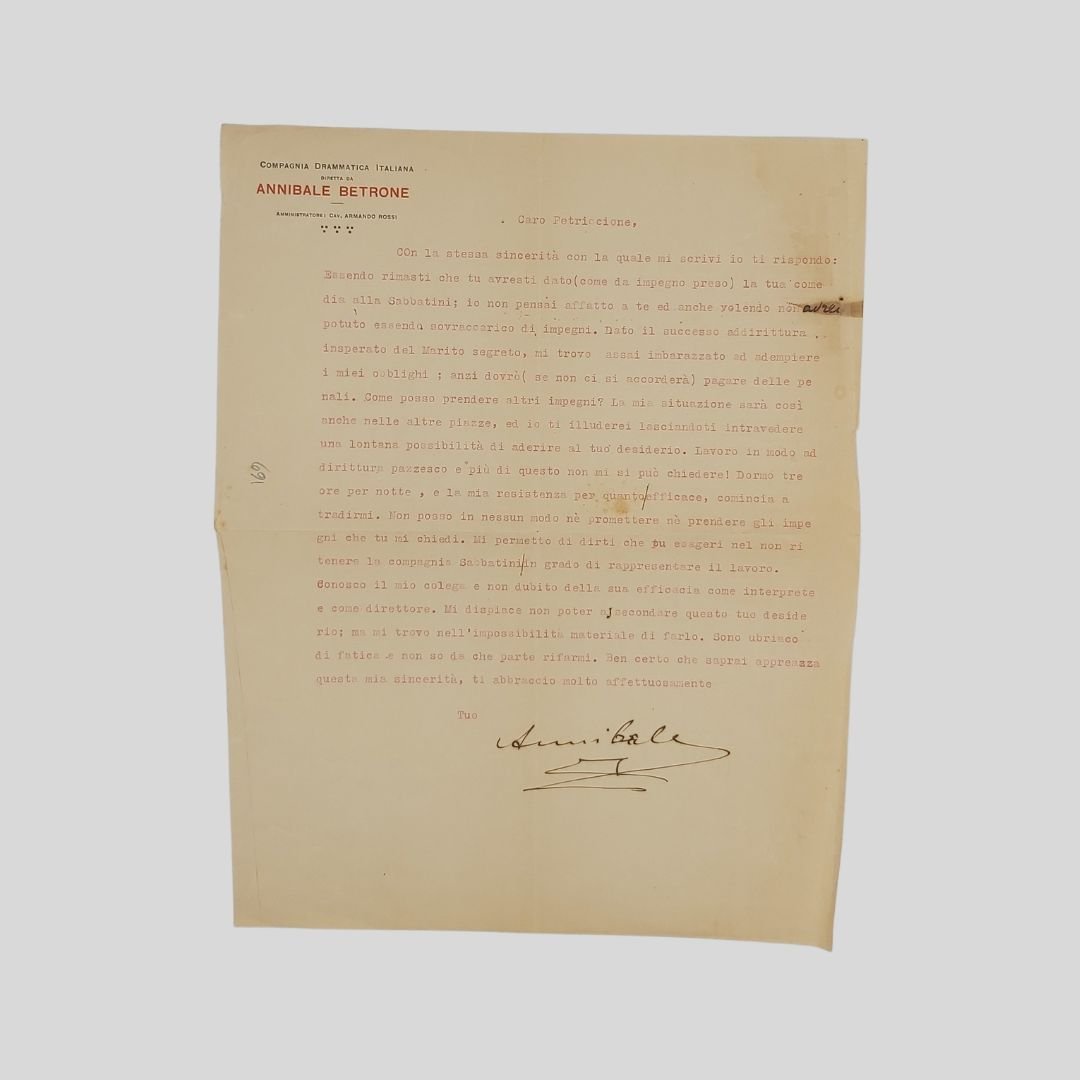 COMPAGNIA DRAMMATICA ITALIANA
DIRETTA DA
ANNIBALE BETRONE
AMMINISTRATORE: CAV. ARMANDO ROSSI
Caro Petriccione,
COn la stessa sincerità con la quale mi scrivi io ti rispondo:
Essendo rimasti che tu avresti dato(come da impegno preso) la tua come
dia alla Sabbatini; io non pensai affatto a te ed anche volendo non avrei
potuto essendo sovraccarico di impegni. Dato il successo addirittura
insperato del Marito segreto, mi trovo assai imbarazzato ad adempiere
i miei obblighi ; anzi dovrò( se non ci si accorderà) pagare delle pe
nali. Come posso prendere altri impegni? La mia situazione sarà così
anche nelle altre piazze, ed io ti illuderei lasciandoti intravedere
una lontana possibilità di aderire al tuo desiderio. Lavoro in modo ad
dirittura pazzesco e più di questo non mi si può chiedere! Dormo tre
ore per notte , e la mia resistenza per quanto/efficace, comincia a
tradirmi. Non posso in nessun modo nè promettere nè prendere gli impe
gni che tu mi chiedi. Mi permetto di dirti che tu esageri nel non ri
tenere la compagnia Sabbatini/in grado di rappresentare il lavoro.
Conosco il mio colega e non dubito della sua efficacia come interprete
e come direttore. Mi dispiace non poter assecondare questo tuo deside
rio; ma mi trovo nell'impossibilità materiale di farlo. Sono ubriaco
di fatica e non so da che parte rifarmi. Ben certo che saprai appreazza
questa mia sincerità, ti abbraccio molto affettuosamente
Tuo
Annibale
169